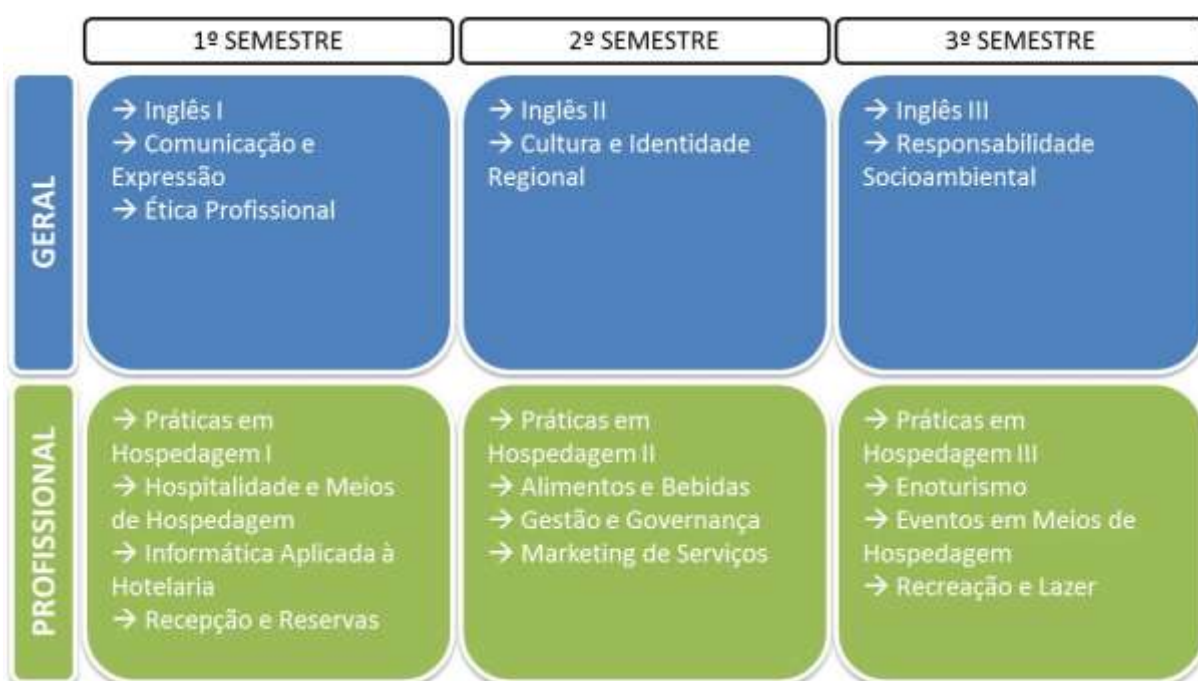 1º SEMESTRE
2º SEMESTRE
3º SEMESTRE
GERAL
→ Inglês I
→ Comunicação e
Expressão
→ Ética Profissional
→ Inglês II
→ Cultura e Identidade
Regional
→ Inglês III
→ Responsabilidade
Socioambiental
PROFISSIONAL
→ Práticas em
Hospedagem I
→ Hospitalidade e Meios
de Hospedagem
→ Informática Aplicada à
Hotelaria
→ Recepção e Reservas
→ Práticas em
Hospedagem II
→ Alimentos e Bebidas
→ Gestão e Governança
→ Marketing de Serviços
→ Práticas em
Hospedagem III
→ Enoturismo
→ Eventos em Meios de
Hospedagem
→ Recreação e Lazer